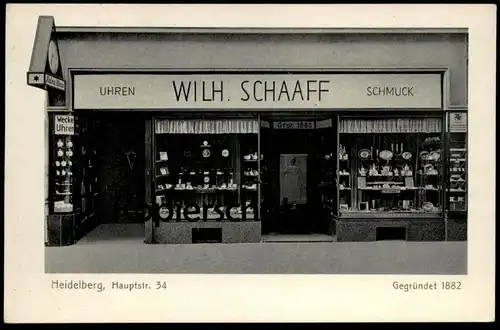 UHREN WILH. SCHAAFF SCHMUCK
Wecker
Uhren
Gegr. 1882
Heidelberg, Hauptstr. 34 Gegründet 1882